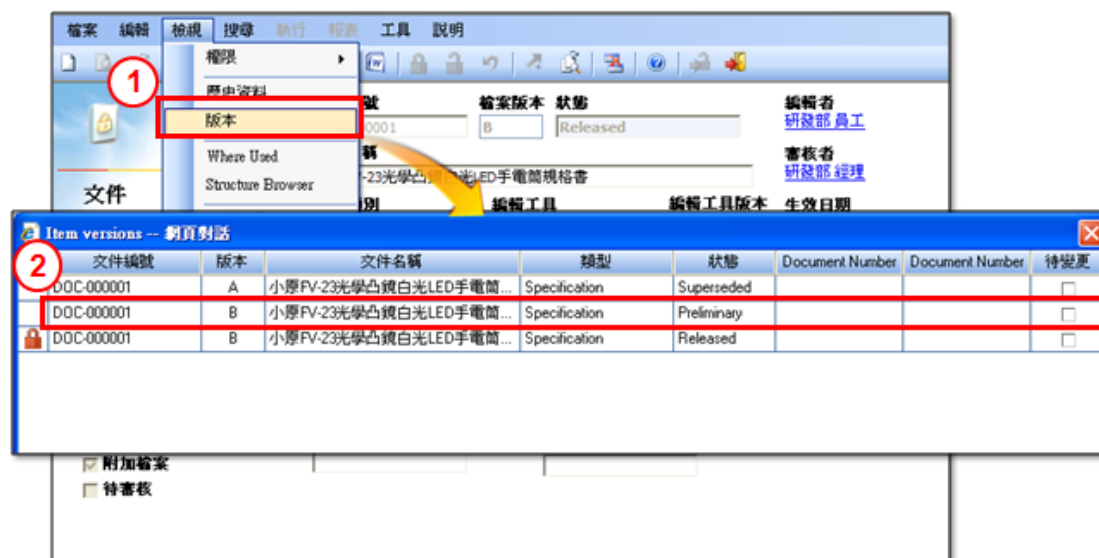 檔案 編輯 檢視 搜尋 執行 報表 工具 說明
權限
1
歷史資料
版本
號 檔案版本 狀態 編輯者
0001 B Released 研發部 員工
Where Used
稱 審核者
-23光學凸鏡白光LED手電筒規格書 研發部 經理
Structure Browser
文件
別 編輯工具 編輯工具版本 生效日期
Item versions -- 網頁對話
2
文件編號 版本 文件名稱 類型 狀態 Document Number Document Number 待變更
DOC-000001 A 小原FV-23光學凸鏡白光LED手電筒... Specification Superseded
DOC-000001 B 小原FV-23光學凸鏡白光LED手電筒... Specification Preliminary
DOC-000001 B 小原FV-23光學凸鏡白光LED手電筒... Specification Released
附加檔案
待審核